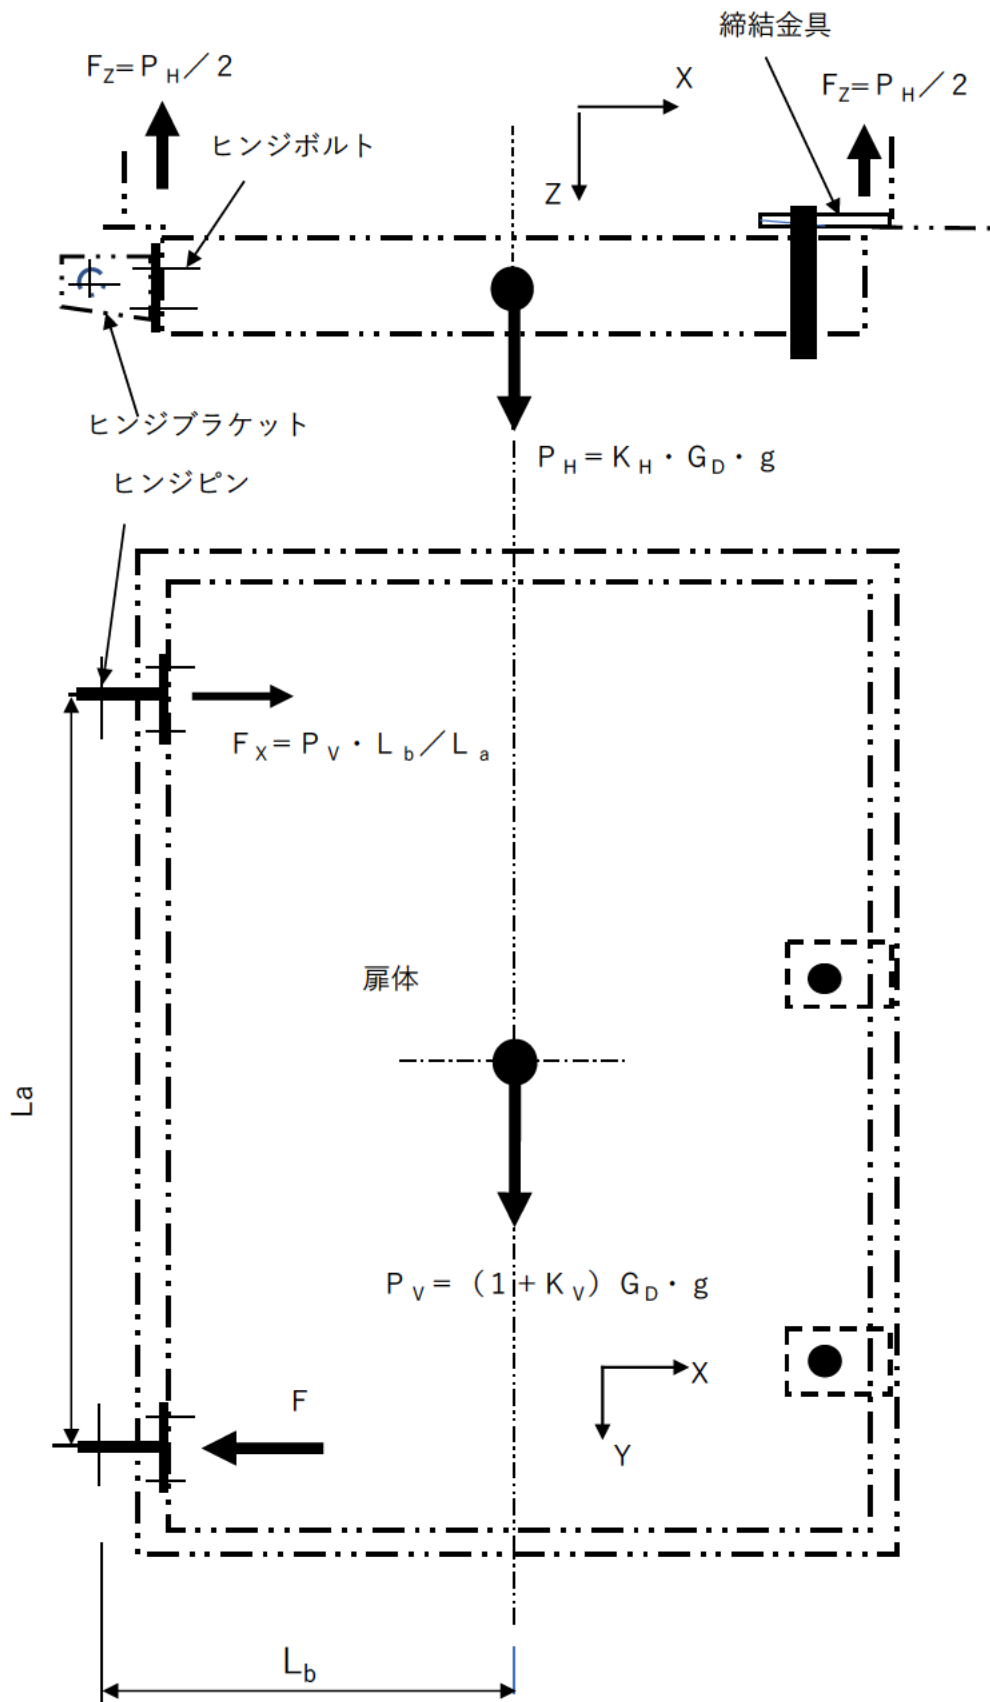 締結金具
F_Z=P_H／2
X
F_Z=P_H／2
ヒンジボルト
Z
ヒンジブラケット
P_H=K_H・G_D・g
ヒンジピン
F_X=P_V・L_b／L_a
扉体
La
P_V=(1+K_V) G_D・g
X
F
Y
L_b